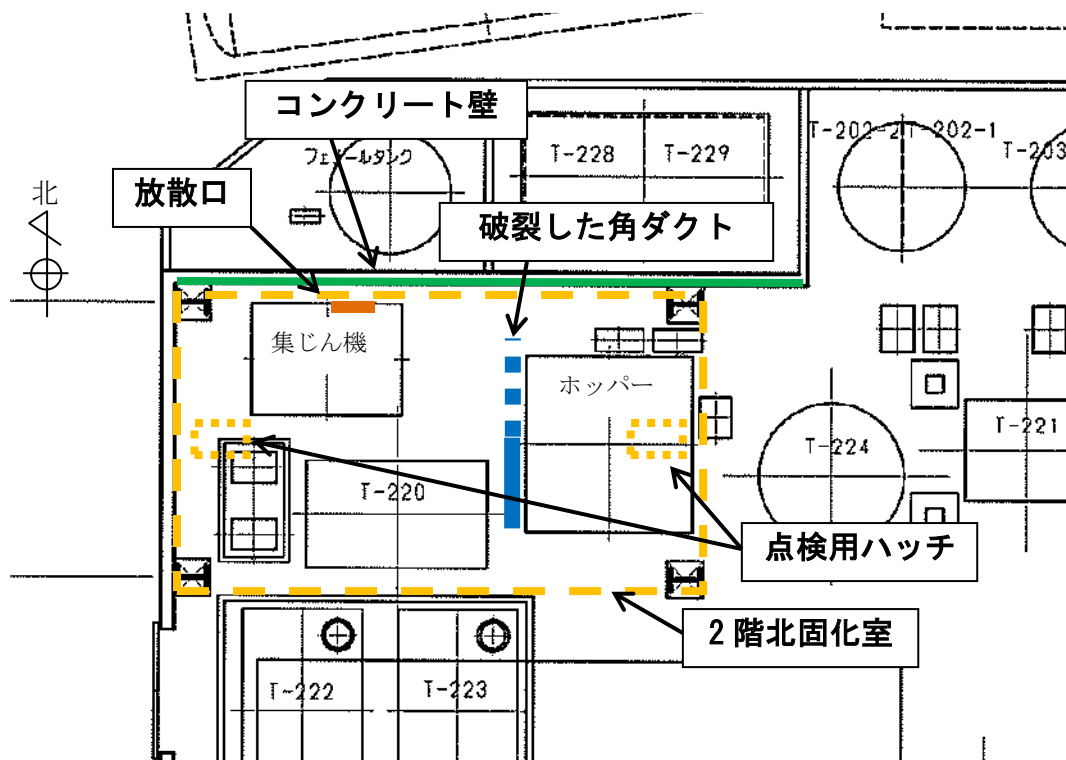 コンクリート壁
フェノールタンク
T-228
T-229
T-202-2
T-202-1
T-203
放散口
北
破裂した角ダクト
集じん機
ホッパー
T-224
T-221
T-220
点検用ハッチ
2階北固化室
T-222
T-223